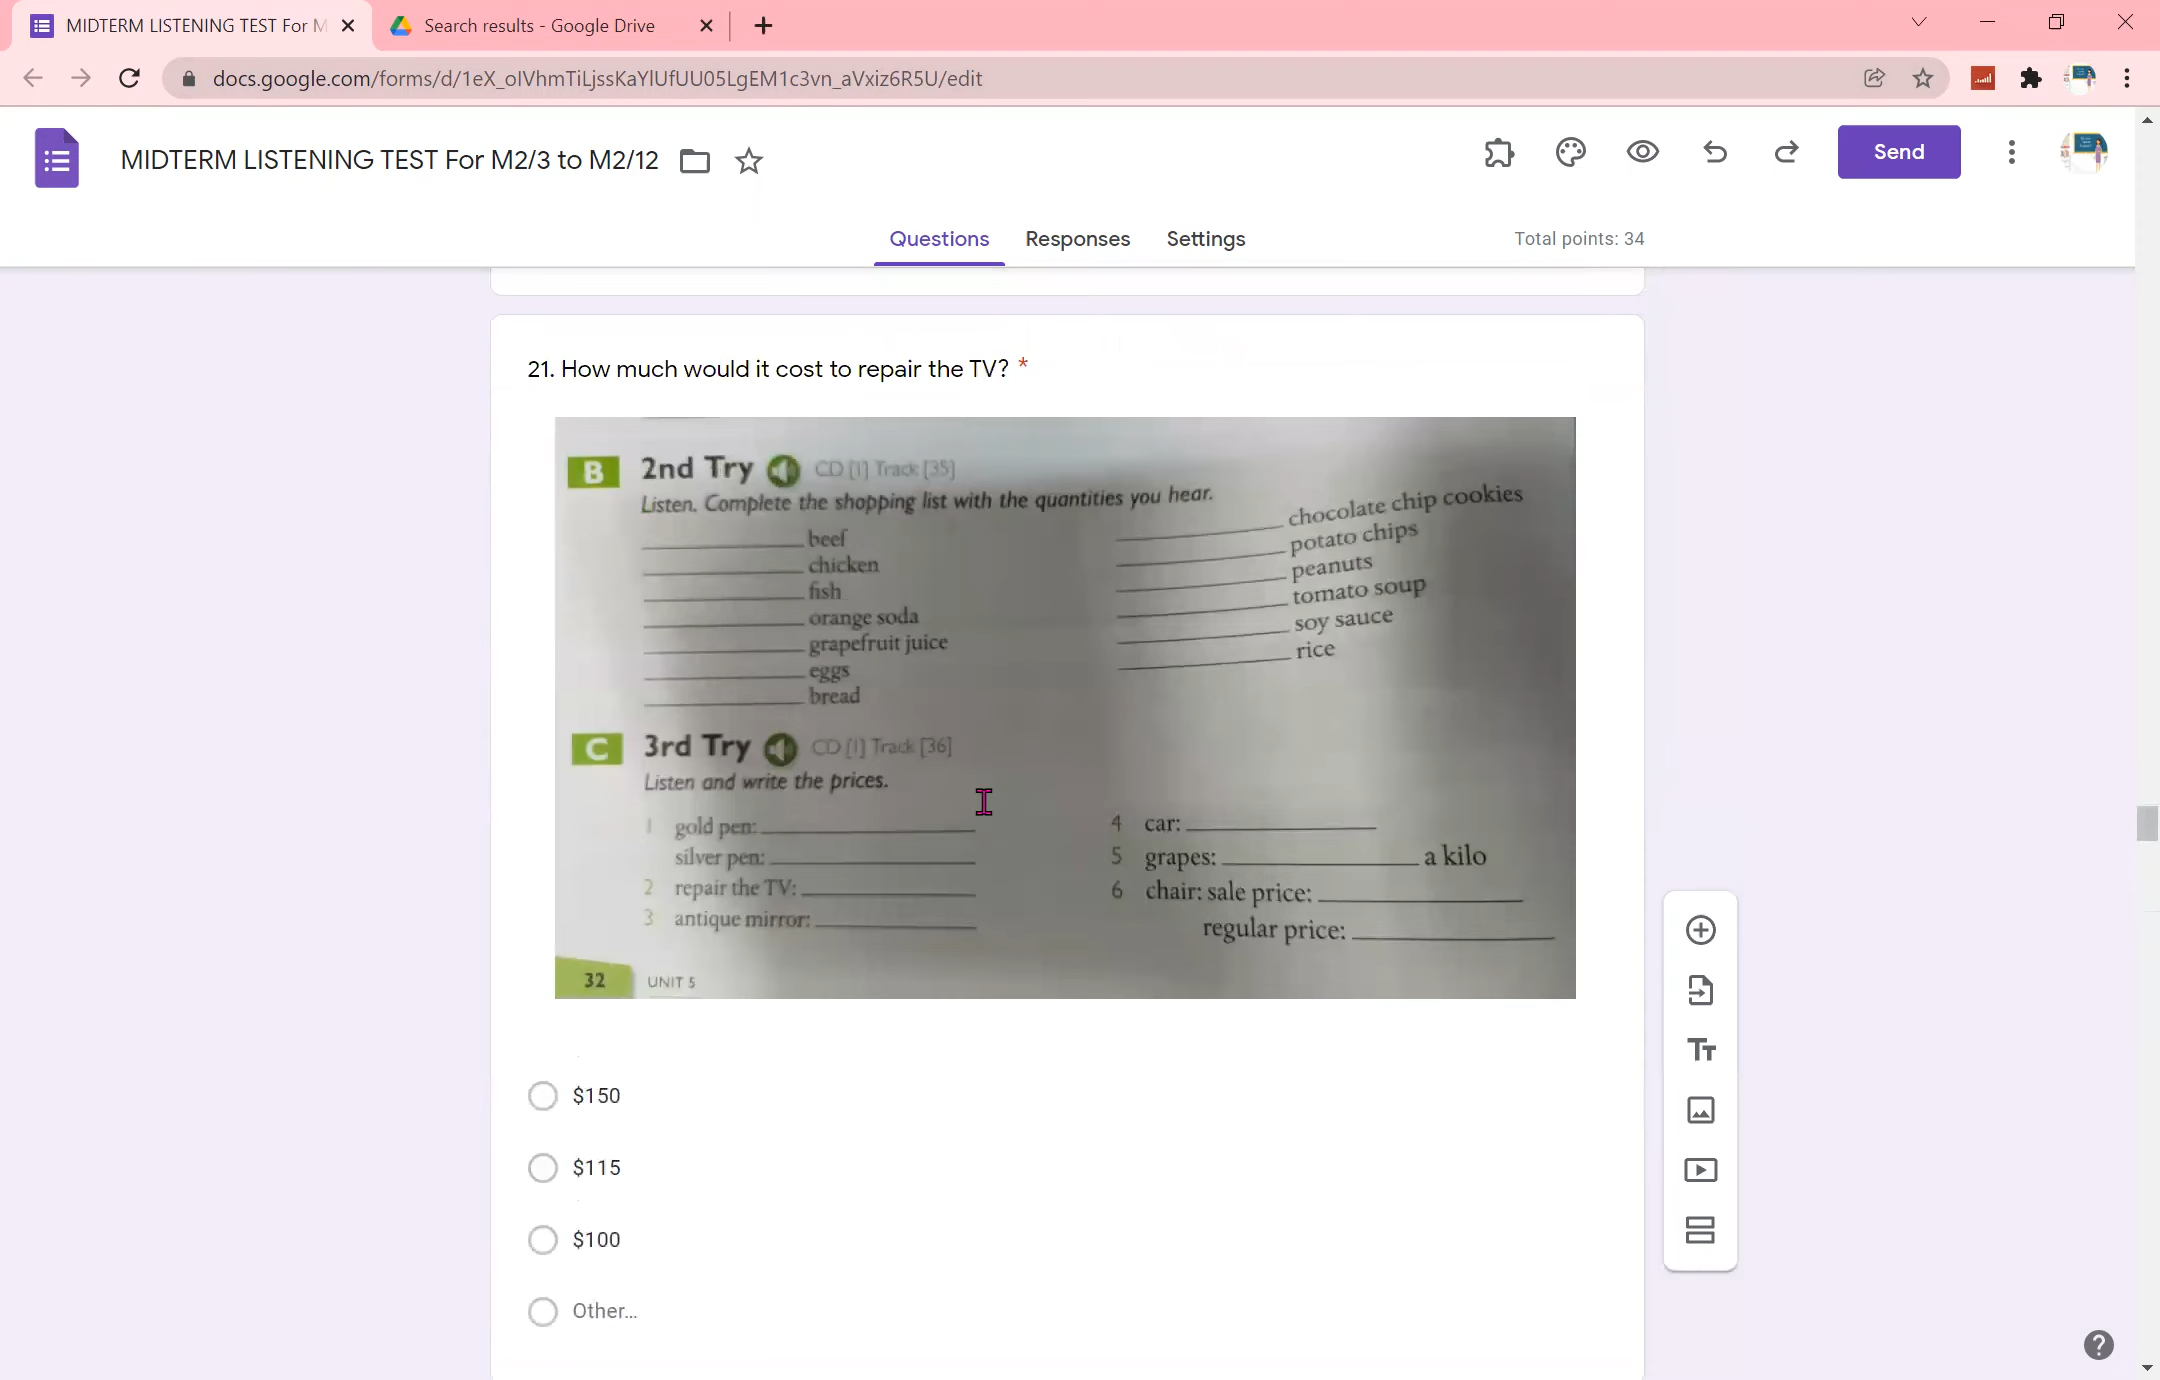 MIDTERM LISTENING TEST For M
Search results - Google Drive
docs.google.com/forms/d/1eX_oIVhmTiLjssKaYlUfUU05LgEM1c3vn_aVxiz6R5U/edit
MIDTERM LISTENING TEST For M2/3 to M2/12
Send
Questions
Responses
Settings
Total points: 34
21. How much would it cost to repair the TV? *
B 2nd Try CD [1] Track [35]
Listen. Complete the shopping list with the quantities you hear.
beef
chicken
fish
orange soda
grapefruit juice
eggs
bread
chocolate chip cookies
potato chips
peanuts
tomato soup
soy sauce
rice
C 3rd Try CD [1] Track [36]
Listen and write the prices.
1 gold pen:
silver pen:
2 repair the TV:
3 antique mirror:
4 car:
5 grapes: a kilo
6 chair: sale price:
regular price:
32 UNIT 5
$150
$115
$100
Other...